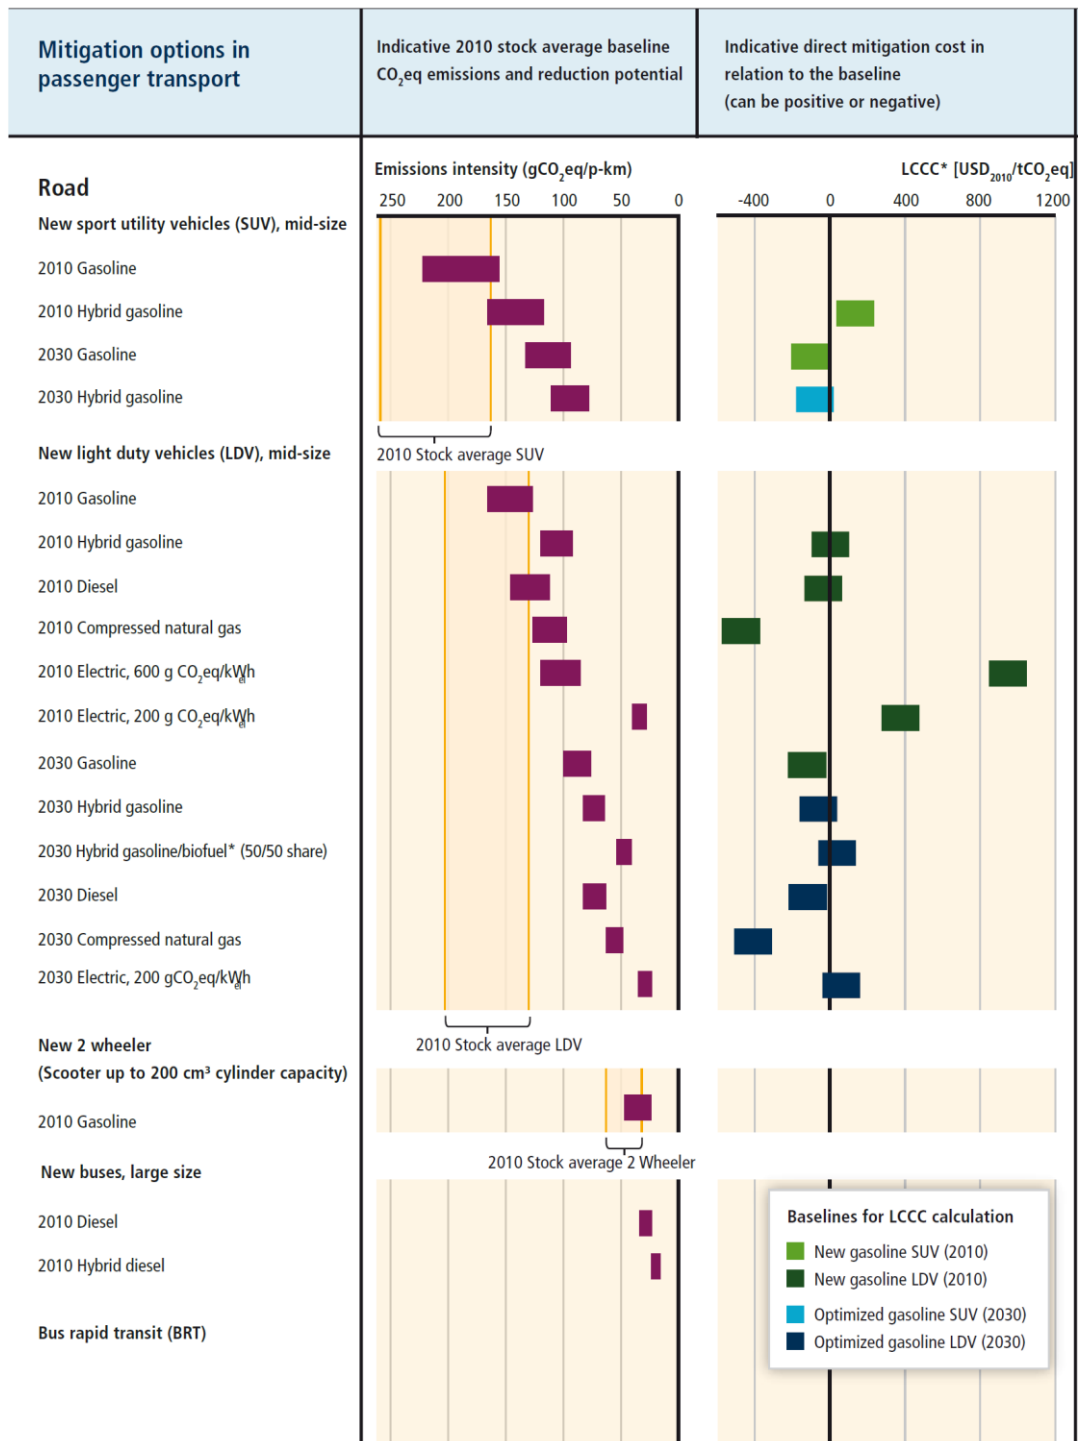 Mitigation options in
passenger transport
Indicative 2010 stock average baseline
CO2eq emissions and reduction potential
Indicative direct mitigation cost in
relation to the baseline
(can be positive or negative)
Emissions intensity (gCO2eq/p-km)
LCCC* [USD2010/tCO2eq]
Road
250 200 150 100 50 0
-400 0 400 800 1200
New sport utility vehicles (SUV), mid-size
2010 Gasoline
2010 Hybrid gasoline
2030 Gasoline
2030 Hybrid gasoline
2010 Stock average SUV
New light duty vehicles (LDV), mid-size
2010 Gasoline
2010 Hybrid gasoline
2010 Diesel
2010 Compressed natural gas
2010 Electric, 600 g CO2eq/kWhel
2010 Electric, 200 g CO2eq/kWhel
2030 Gasoline
2030 Hybrid gasoline
2030 Hybrid gasoline/biofuel* (50/50 share)
2030 Diesel
2030 Compressed natural gas
2030 Electric, 200 gCO2eq/kWhel
2010 Stock average LDV
New 2 wheeler
(Scooter up to 200 cm³ cylinder capacity)
2010 Gasoline
2010 Stock average 2 Wheeler
New buses, large size
2010 Diesel
2010 Hybrid diesel
Bus rapid transit (BRT)
Baselines for LCCC calculation
New gasoline SUV (2010)
New gasoline LDV (2010)
Optimized gasoline SUV (2030)
Optimized gasoline LDV (2030)